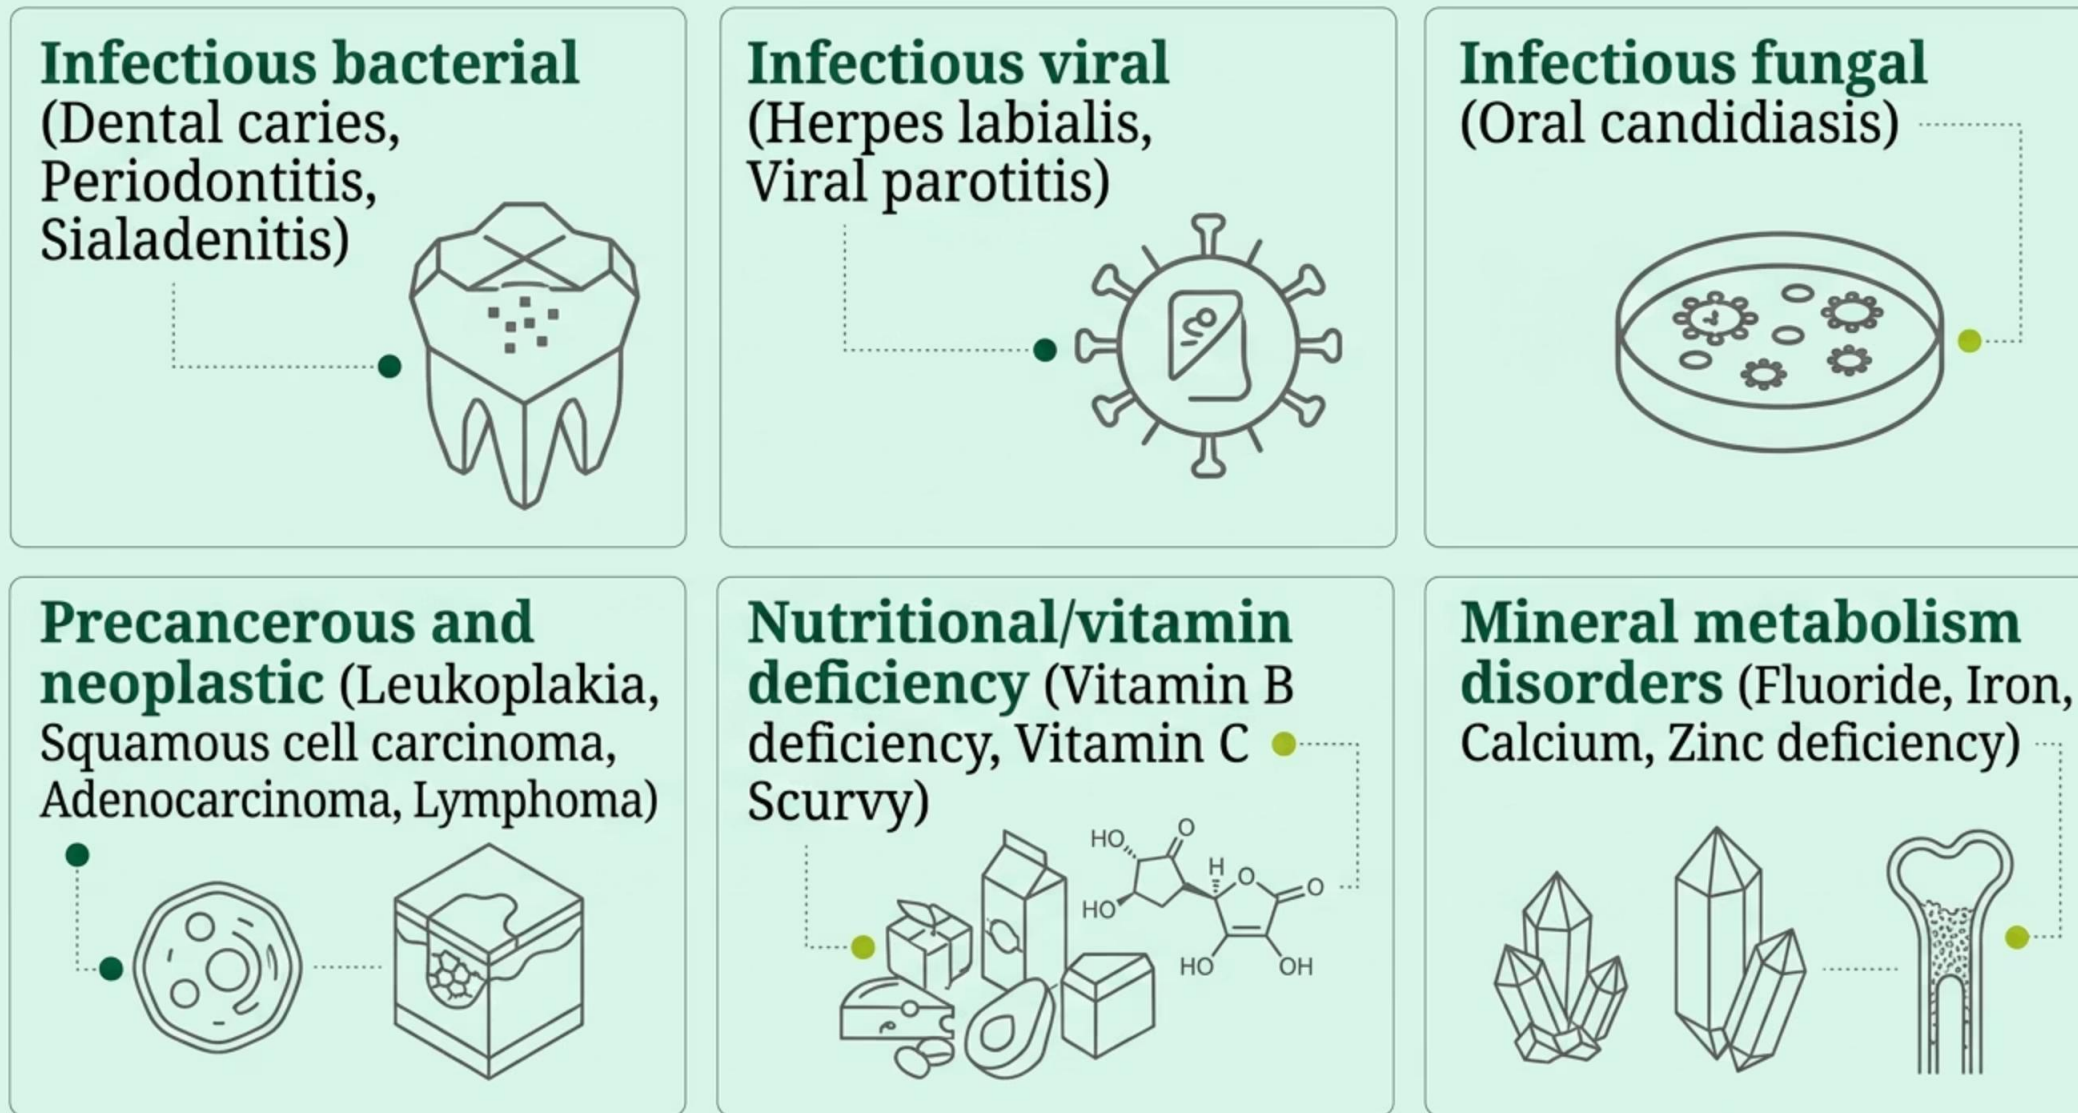 Infectious bacterial
(Dental caries,
Periodontitis,
Sialadenitis)
Infectious viral
(Herpes labialis,
Viral parotitis)
Infectious fungal
(Oral candidiasis)
Precancerous and
neoplastic (Leukoplakia,
Squamous cell carcinoma,
Adenocarcinoma, Lymphoma)
Nutritional/vitamin
deficiency (Vitamin B
deficiency, Vitamin C
Scurvy)
HO
O
H
O
O
HO
HO
OH
Mineral metabolism
disorders (Fluoride, Iron,
Calcium, Zinc deficiency)